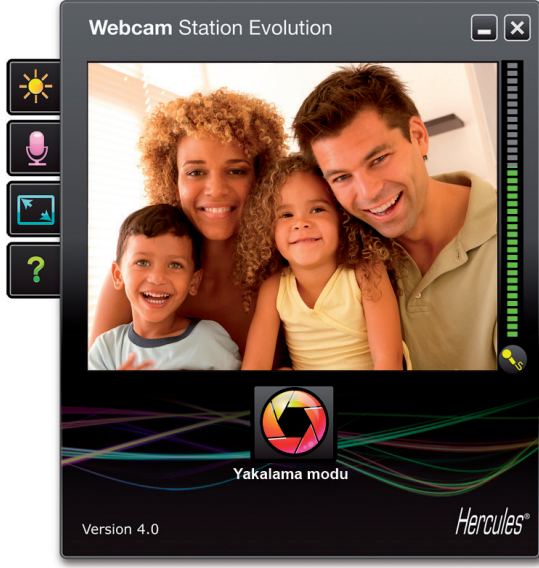 Webcam Station Evolution
?
Yakalama modu
Version 4.0
Hercules®